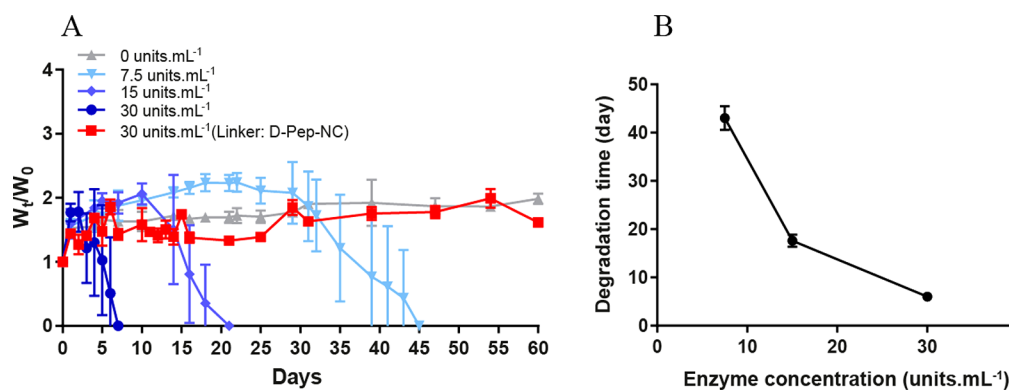 A
0 units.mL⁻¹
7.5 units.mL⁻¹
15 units.mL⁻¹
30 units.mL⁻¹
30 units.mL⁻¹(Linker: D-Pep-NC)
4
3
2
1
0
Wt/W0
0 5 10 15 20 25 30 35 40 45 50 55 60
Days
B
50
40
30
20
10
0
Degradation time (day)
0 10 20 30
Enzyme concentration (units.mL⁻¹)